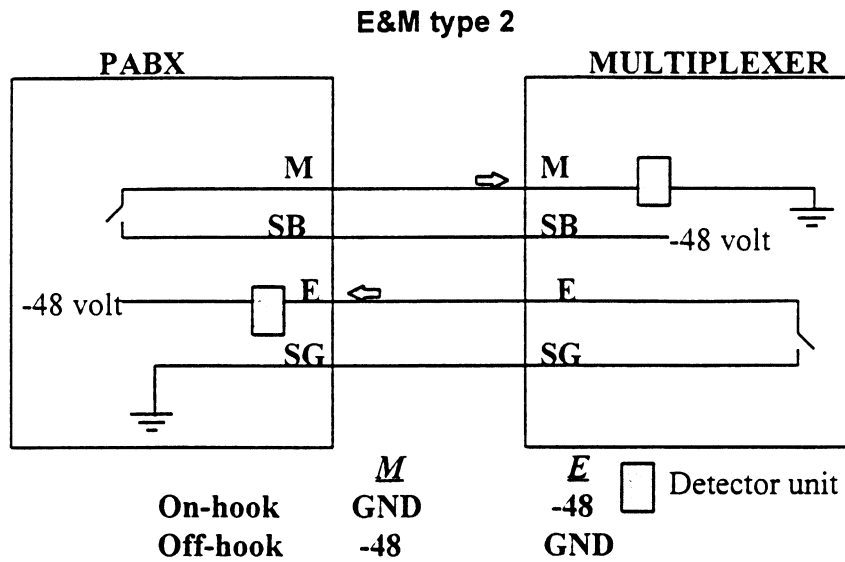 E&M type 2
PABX MULTIPLEXER
M M
SB SB -48 volt
-48 volt E E
SG SG
M E
Detector unit
On-hook GND -48
Off-hook -48 GND